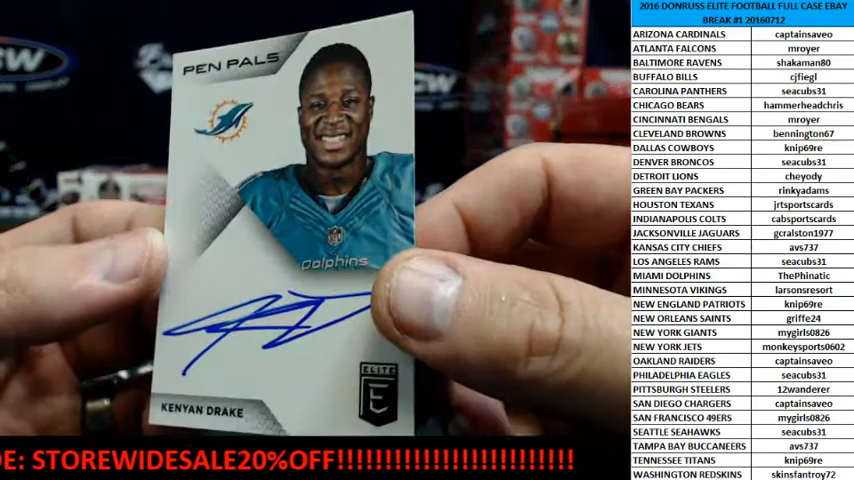 2016 DONRUSS ELITE FOOTBALL FULL CASE EBAY
BREAK #1 20160712
ARIZONA CARDINALS captainsaveo
ATLANTA FALCONS mroyer
BALTIMORE RAVENS shakaman80
BUFFALO BILLS cjfiegl
CAROLINA PANTHERS seacubs31
CHICAGO BEARS hammerheadchris
CINCINNATI BENGALS mroyer
CLEVELAND BROWNS bennington67
DALLAS COWBOYS knip69re
DENVER BRONCOS seacubs31
DETROIT LIONS cheyody
GREEN BAY PACKERS rinkyadams
HOUSTON TEXANS jrtsportscards
INDIANAPOLIS COLTS cabsportscards
JACKSONVILLE JAGUARS gcralston1977
KANSAS CITY CHIEFS avs737
LOS ANGELES RAMS seacubs31
MIAMI DOLPHINS ThePhinatic
MINNESOTA VIKINGS larsonsresort
NEW ENGLAND PATRIOTS knip69re
NEW ORLEANS SAINTS griffe24
NEW YORK GIANTS mygirls0826
NEW YORK JETS monkeysports0602
OAKLAND RAIDERS captainsaveo
PHILADELPHIA EAGLES seacubs31
PITTSBURGH STEELERS 12wanderer
SAN DIEGO CHARGERS captainsaveo
SAN FRANCISCO 49ERS mygirls0826
SEATTLE SEAHAWKS seacubs31
TAMPA BAY BUCCANEERS avs737
TENNESSEE TITANS knip69re
WASHINGTON REDSKINS skinsfantroy72
PEN PALS
NFL
Dolphins
ELITE
E
KENYAN DRAKE
DE: STOREWIDESALE20%OFF!!!!!!!!!!!!!!!!!!!!!!!!!!